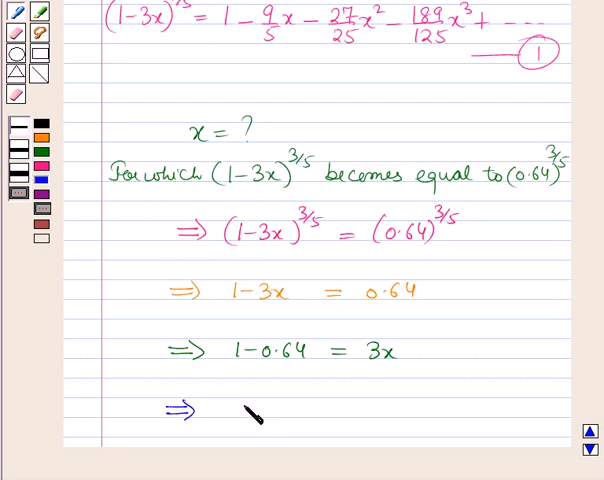 (1-3x)^3/5 = 1 - 9/5 x - 27/25 x² - 189/125 x³ + ----
① 
x = ?
For which (1-3x)^3/5 becomes equal to (0.64)^3/5
⇒ (1-3x)^3/5 = (0.64)^3/5
⇒ 1-3x = 0.64
⇒ 1-0.64 = 3x
⇒